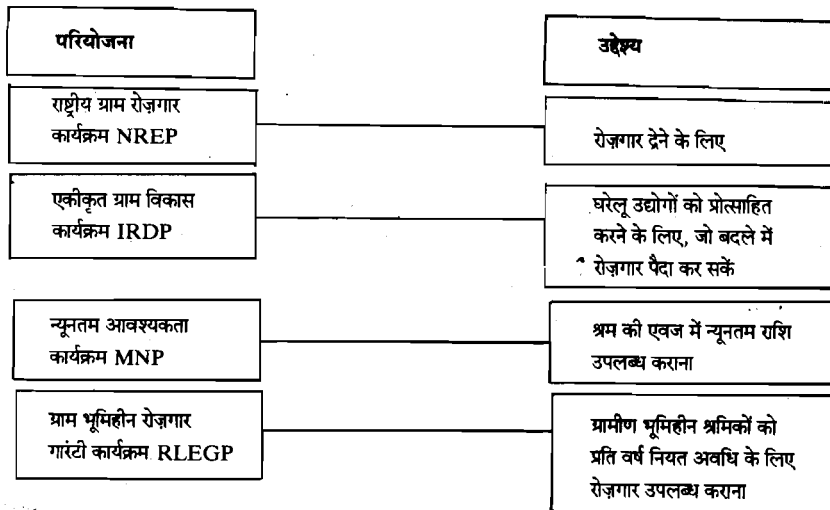 परियोजना
उद्देश्य
राष्ट्रीय ग्राम रोज़गार
कार्यक्रम NREP
रोज़गार देने के लिए
एकीकृत ग्राम विकास
कार्यक्रम IRDP
घरेलू उद्योगों को प्रोत्साहित
करने के लिए, जो बदले में
रोज़गार पैदा कर सकें
न्यूनतम आवश्यकता
कार्यक्रम MNP
श्रम की एवज में न्यूनतम राशि
उपलब्ध कराना
ग्राम भूमिहीन रोज़गार
गारंटी कार्यक्रम RLEGP
ग्रामीण भूमिहीन श्रमिकों को
प्रति वर्ष नियत अवधि के लिए
रोज़गार उपलब्ध कराना